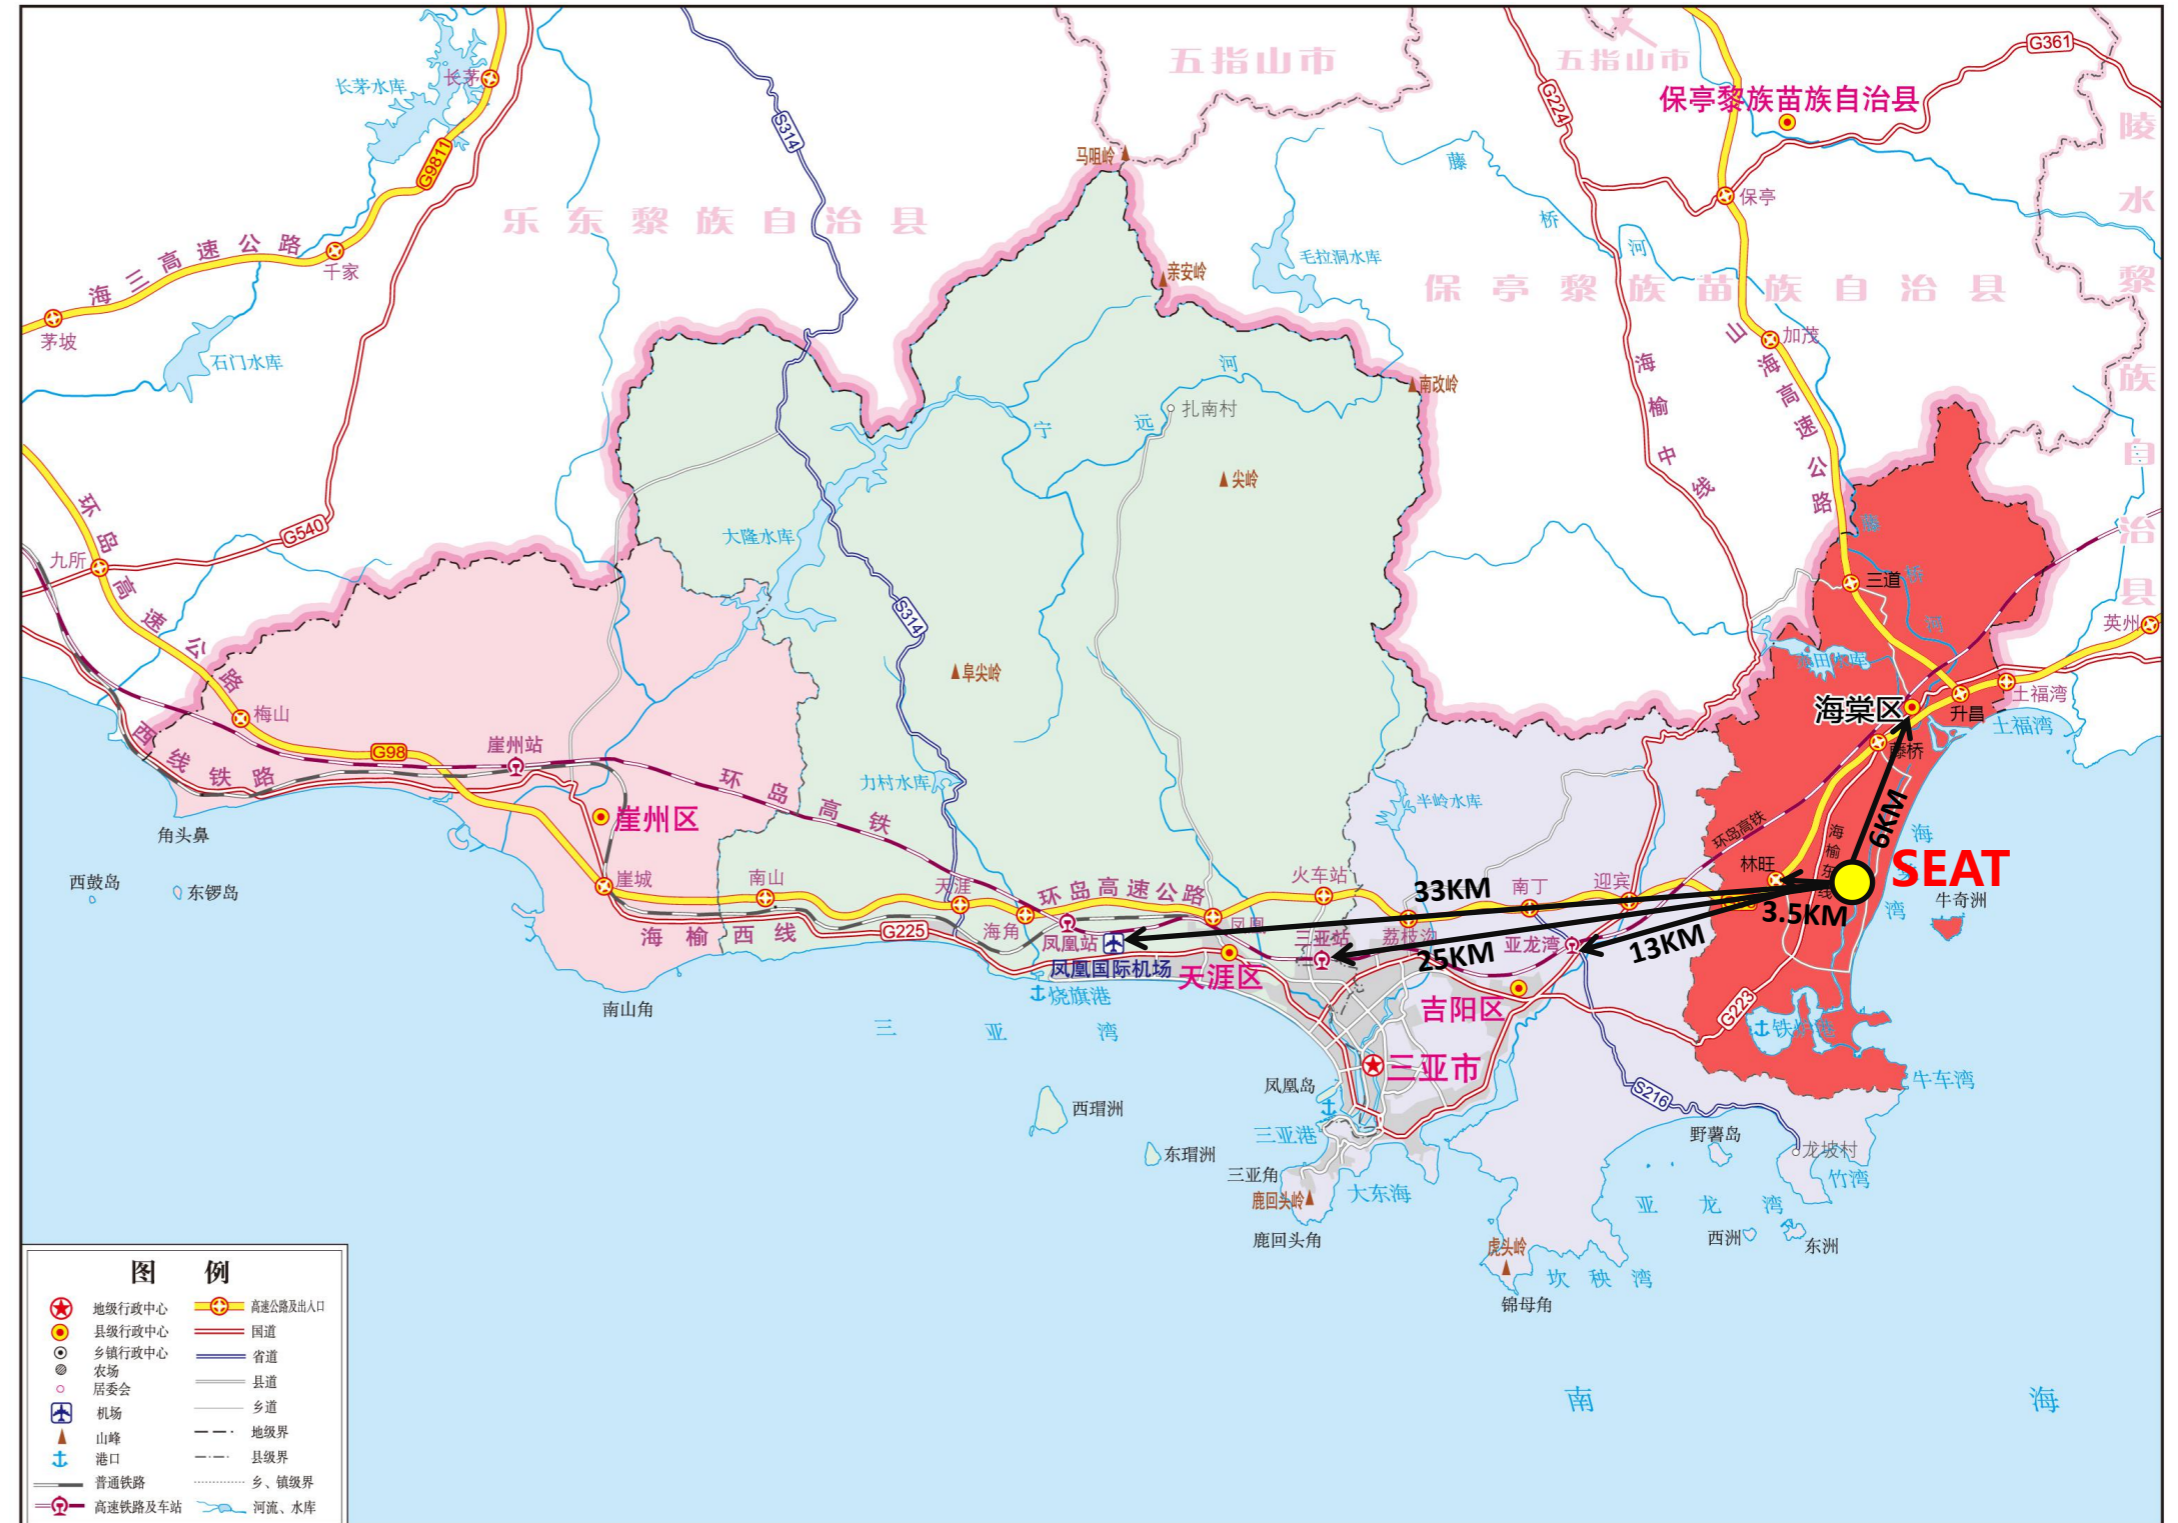 五指山市
五指山市
G361
保亭黎族苗族自治县
长茅
长茅水库
G9811
S314
G224
马咀岭
藤
桥
河
保亭
陵水黎族自治县
乐东黎族自治县
海三高速公路
千家
茅坡
石门水库
亲安岭
毛拉洞水库
保亭黎族苗族自治县
加茂
山海高速公路
海榆中线
南改岭
河
远
宁
扎南村
尖岭
大隆水库
环岛高速公路
G540
九所
S314
藤
桥
河
三道
英州
阜尖岭
梅山
西线铁路
G98
崖州站
环岛高铁
力村水库
半岭水库
海棠区
升昌
土福湾
土福湾
藤桥
6KM
角头鼻
西鼓岛
东锣岛
崖州区
崖城
南山
天涯
海角
环岛高速公路
火车站
33KM
南丁
迎宾
林旺
环岛高铁
海榆东线
SEAT
海
湾
牛奇洲
3.5KM
海榆西线
G225
凤凰站
凤凰
三亚站
亚龙湾
13KM
25KM
凤凰国际机场
天涯区
烧旗港
吉阳区
G223
南山角
三亚湾
三亚市
凤凰岛
牛车湾
S216
西瑁洲
东瑁洲
三亚港
三亚角
鹿回头岭
大东海
鹿回头角
野薯岛
龙坡村
竹湾
亚龙湾
西洲
东洲
虎头岭
坎秧湾
锦母角
南海
图例
地级行政中心
高速公路及出入口
县级行政中心
国道
乡镇行政中心
省道
农场
县道
居委会
机场
乡道
山峰
地级界
港口
县级界
普通铁路
乡、镇级界
高速铁路及车站
河流、水库